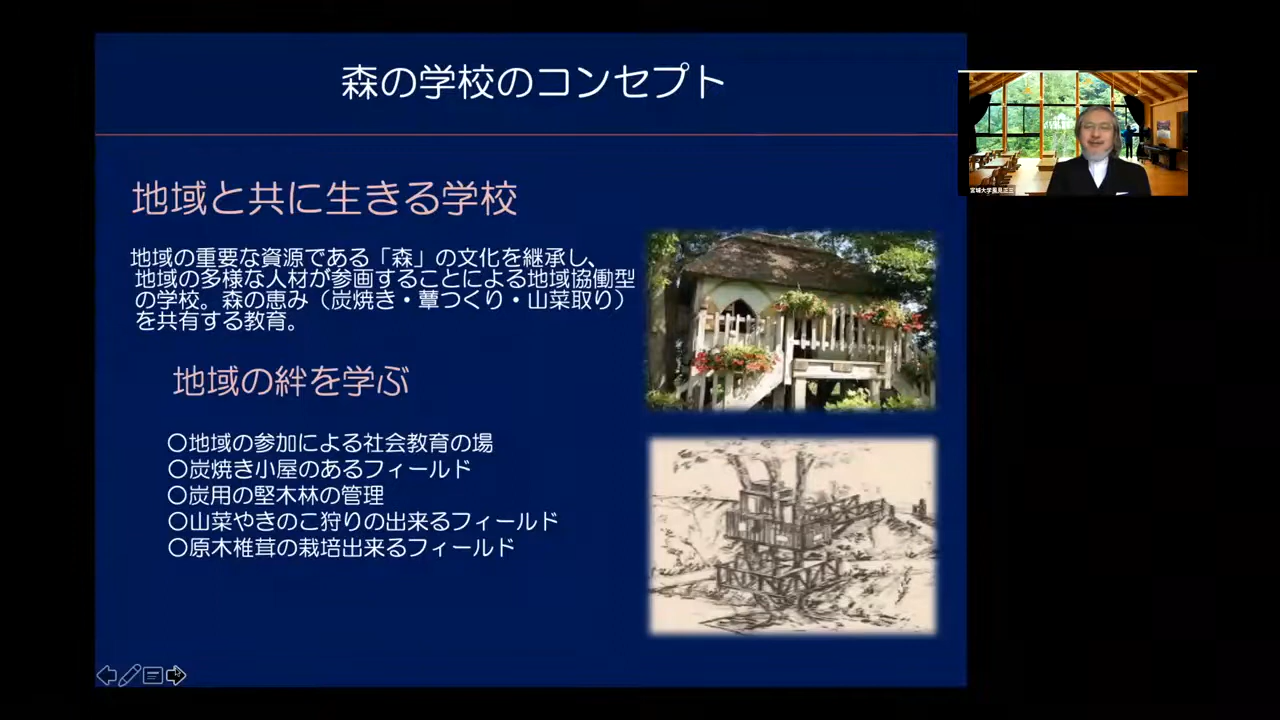 森の学校のコンセプト
地域と共に生きる学校
地域の重要な資源である「森」の文化を継承し、
地域の多様な人材が参画することによる地域協働型
の学校。森の恵み（炭焼き・蕈つくり・山菜取り）
を共有する教育。
地域の絆を学ぶ
〇地域の参加による社会教育の場
〇炭焼き小屋のあるフィールド
〇炭用の堅木林の管理
〇山菜やきのこ狩りの出来るフィールド
〇原木椎茸の栽培出来るフィールド
宮城大学風見正三